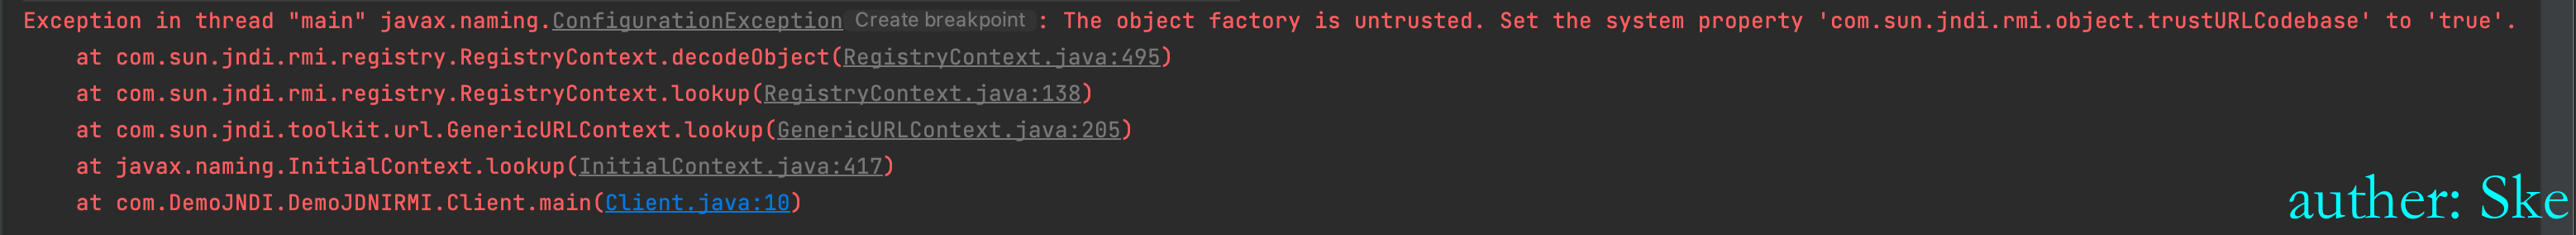 Exception in thread "main" javax.naming.ConfigurationException Create breakpoint : The object factory is untrusted. Set the system property 'com.sun.jndi.rmi.object.trustURLCodebase' to 'true'.
at com.sun.jndi.rmi.registry.RegistryContext.decodeObject(RegistryContext.java:495)
at com.sun.jndi.rmi.registry.RegistryContext.lookup(RegistryContext.java:138)
at com.sun.jndi.toolkit.url.GenericURLContext.lookup(GenericURLContext.java:205)
at javax.naming.InitialContext.lookup(InitialContext.java:417)
at com.DemoJNDI.DemoJDNIRMI.Client.main(Client.java:10)
auther: Ske